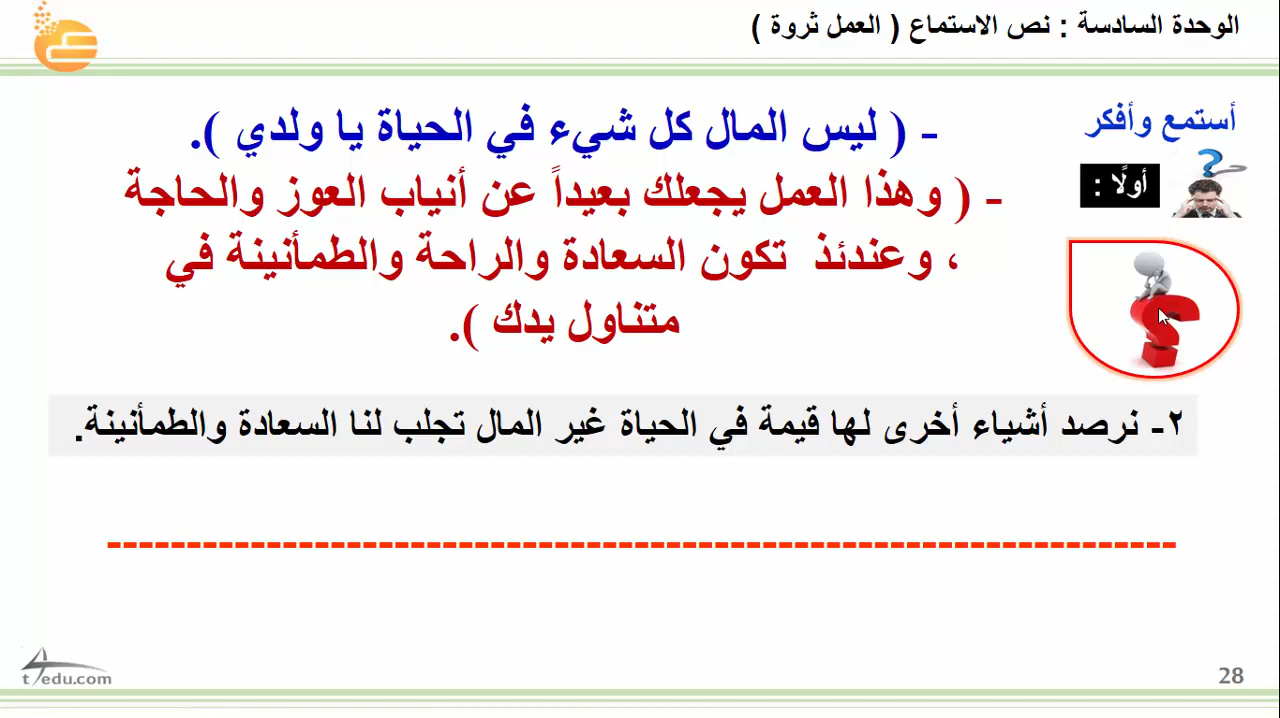 الوحدة السادسة : نص الاستماع ( العمل ثروة )
أستمع وأفكر
أولًا :
- ( ليس المال كل شيء في الحياة يا ولدي ).
- ( وهذا العمل يجعلك بعيداً عن أنياب العوز والحاجة
، وعندئذ تكون السعادة والراحة والطمأنينة في
متناول يدك ).
٢- نرصد أشياء أخرى لها قيمة في الحياة غير المال تجلب لنا السعادة والطمأنينة.
t4edu.com
28